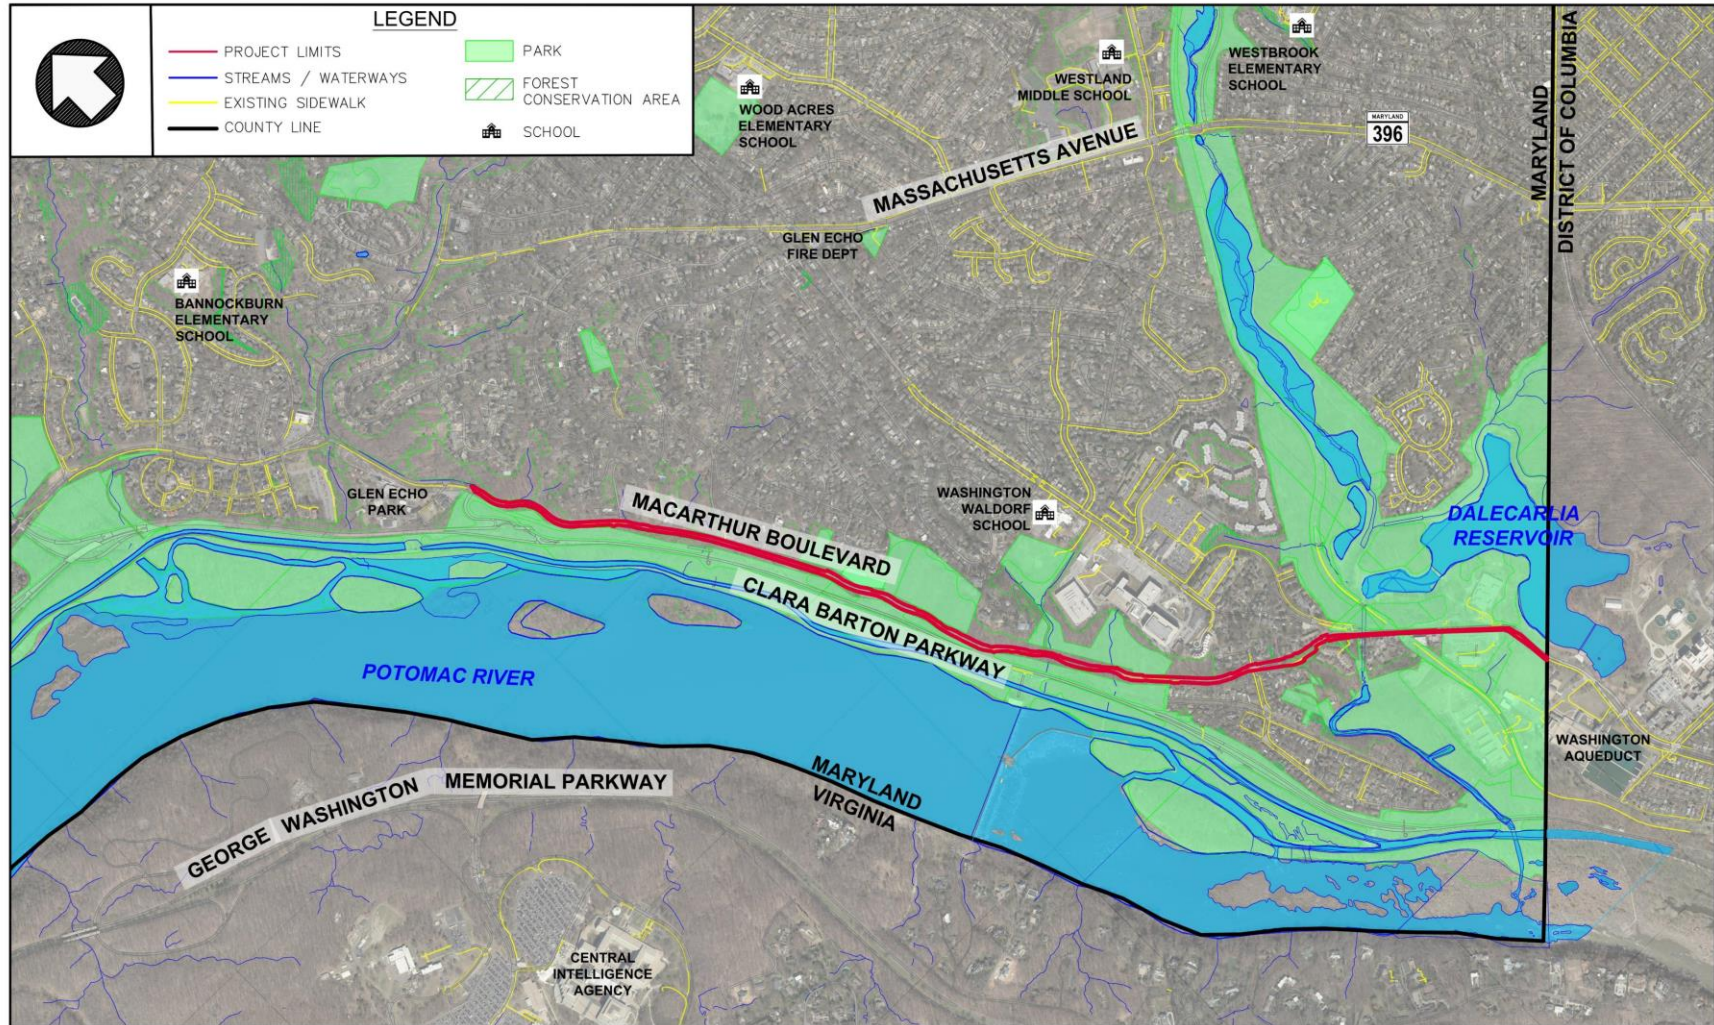 LEGEND
PROJECT LIMITS
STREAMS / WATERWAYS
EXISTING SIDEWALK
COUNTY LINE
PARK
FOREST
CONSERVATION AREA
SCHOOL
WOOD ACRES
ELEMENTARY
SCHOOL
WESTLAND
MIDDLE SCHOOL
WESTBROOK
ELEMENTARY
SCHOOL
MARYLAND
396
MARYLAND
DISTRICT OF COLUMBIA
MASSACHUSETTS AVENUE
GLEN ECHO
FIRE DEPT
BANNOCKBURN
ELEMENTARY
SCHOOL
GLEN ECHO
PARK
MACARTHUR BOULEVARD
WASHINGTON
WALDORF
SCHOOL
DALECARLIA
RESERVOIR
CLARA BARTON PARKWAY
POTOMAC RIVER
WASHINGTON
AQUEDUCT
GEORGE WASHINGTON MEMORIAL PARKWAY
MARYLAND
VIRGINIA
CENTRAL
INTELLIGENCE
AGENCY